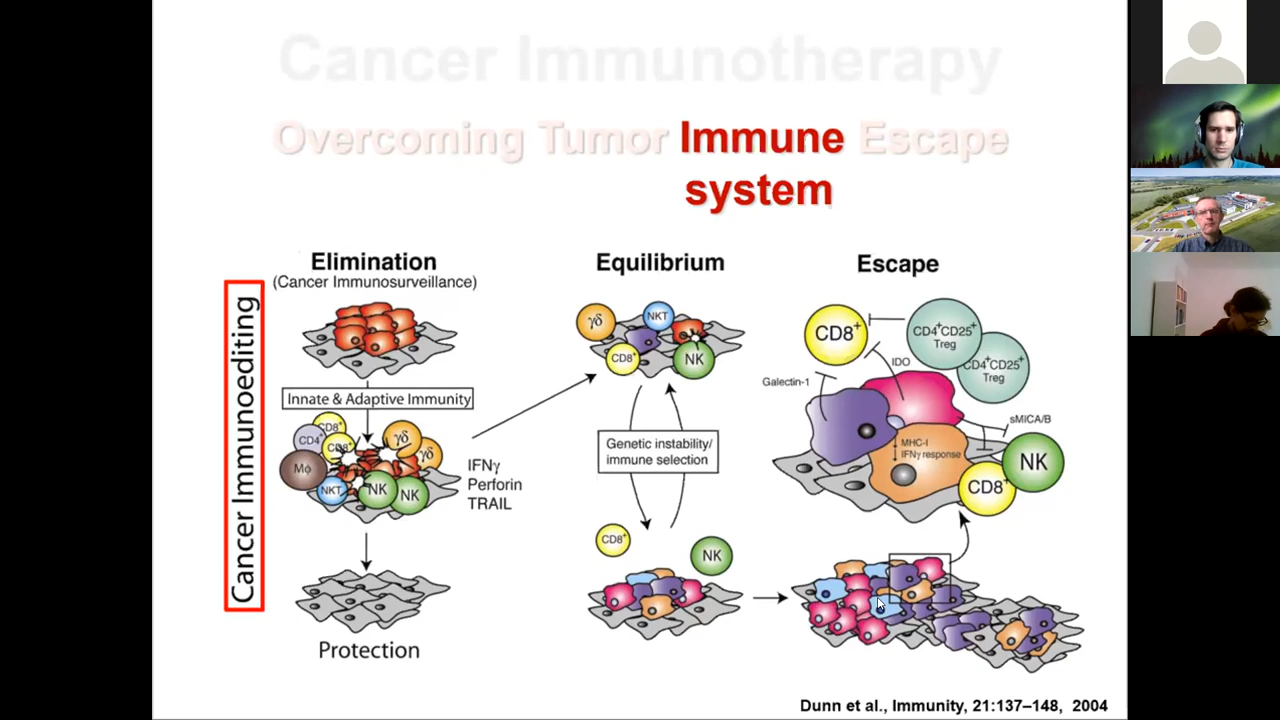 Cancer Immunotherapy
Overcoming Tumor Immune Escape
system
Elimination
(Cancer Immunosurveillance)
Equilibrium
Escape
Cancer Immunoediting
Innate & Adaptive Immunity
CD8+
CD4+
CD8+
Mϕ
NKT
NK
NK
γδ
γδ
IFNγ
Perforin
TRAIL
Protection
γδ
NKT
CD8+
NK
Genetic instability/
immune selection
CD8+
NK
CD8+
CD4+CD25+
Treg
CD4+CD25+
Treg
IDO
Galectin-1
sMICA/B
MHC-I
IFNγ response
NK
CD8+
Dunn et al., Immunity, 21:137–148, 2004